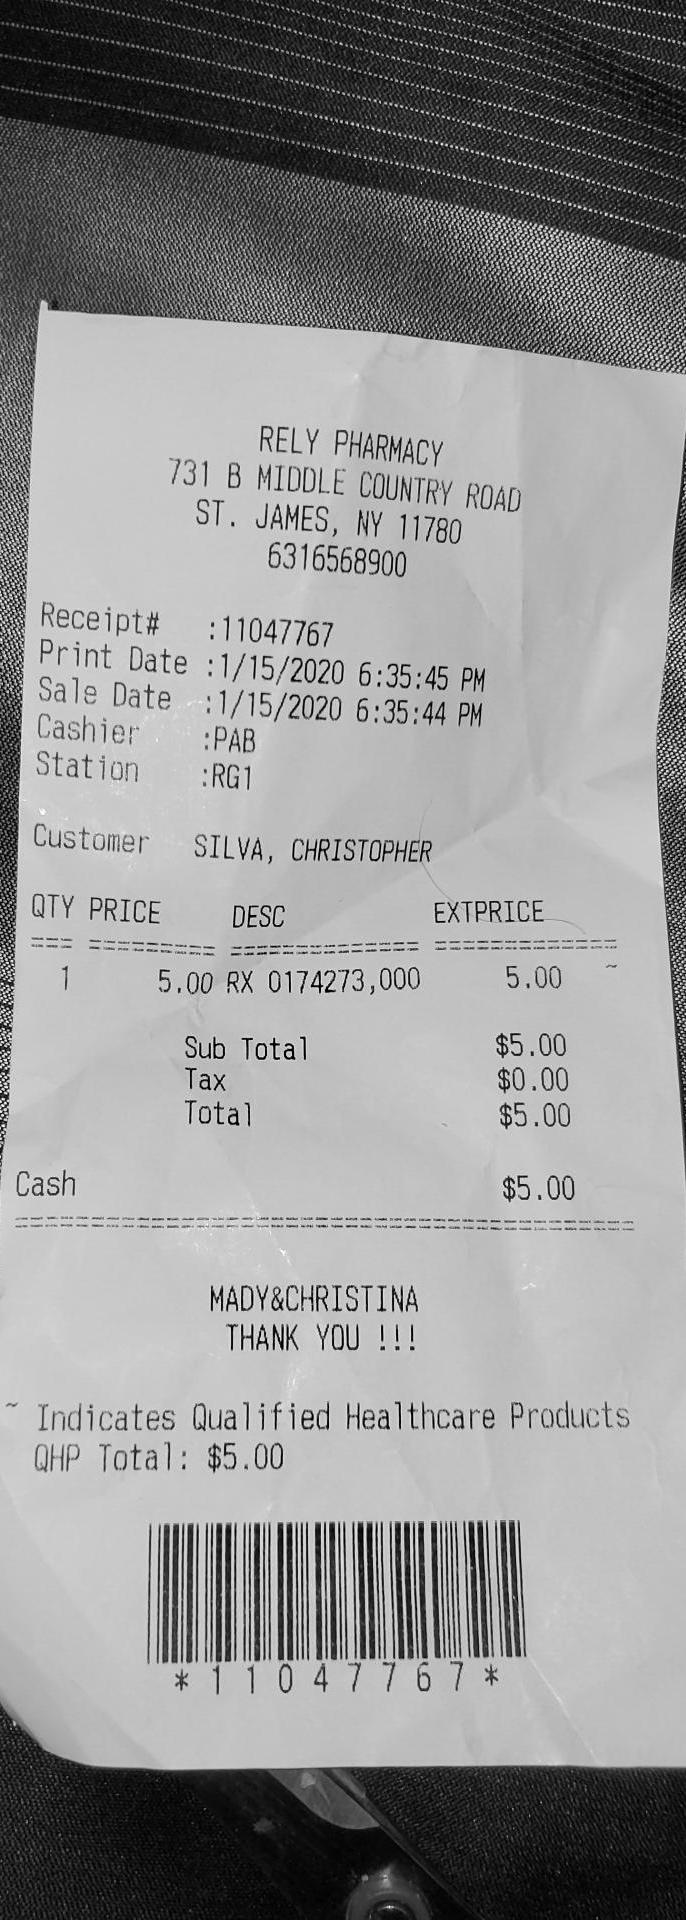 RELY PHARMACY
731 B MIDDLE COUNTRY ROAD
ST. JAMES, NY 11780
6316568900
Receipt# :11047767
Print Date :1/15/2020 6:35:45 PM
Sale Date :1/15/2020 6:35:44 PM
Cashier :PAB
Station :RG1
Customer SILVA, CHRISTOPHER
QTY PRICE DESC EXTPRICE
=== ========= ============== ==============
1 5.00 RX 0174273,000 5.00 ~
Sub Total $5.00
Tax $0.00
Total $5.00
Cash $5.00
MADY&CHRISTINA
THANK YOU !!!
~ Indicates Qualified Healthcare Products
QHP Total: $5.00
*11047767*